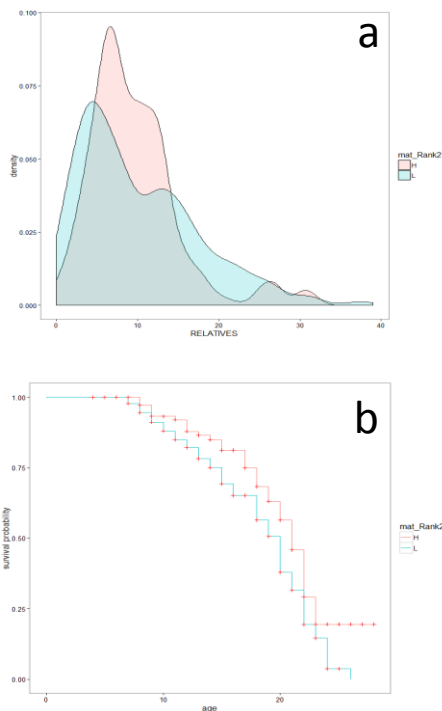 a
0.100
0.075
0.050
0.025
0.000
density
0
10
20
30
40
RELATIVES
mat_Rank2
H
L
b
1.00
0.75
0.50
0.25
0.00
survival probability
0
10
20
age
mat_Rank2
H
L